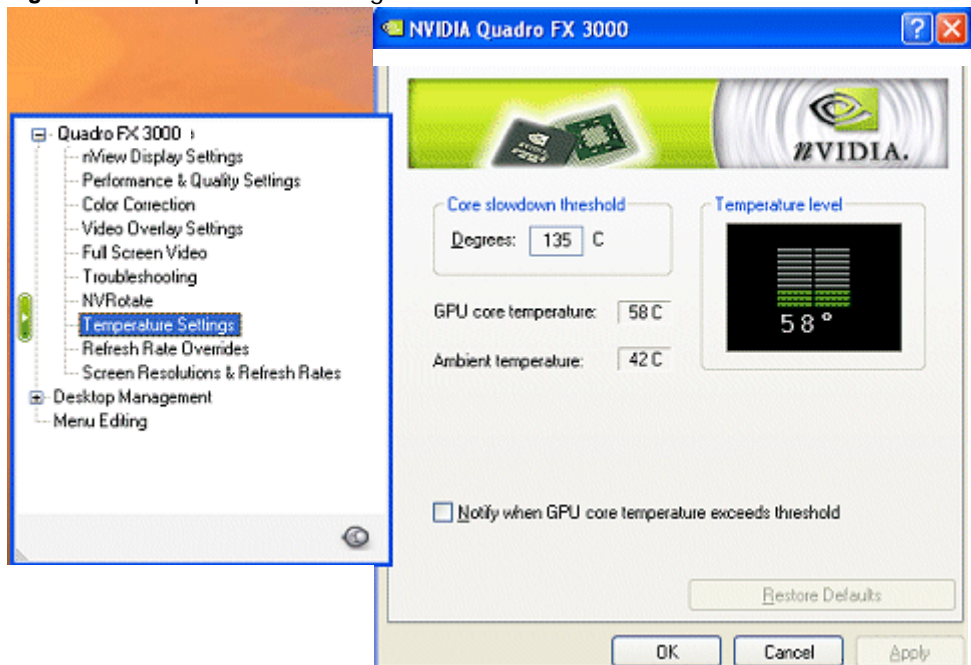 NVIDIA Quadro FX 3000
Quadro FX 3000
nView Display Settings
Performance & Quality Settings
Color Correction
Video Overlay Settings
Full Screen Video
Troubleshooting
NVRotate
Temperature Settings
Refresh Rate Overrides
Screen Resolutions & Refresh Rates
Desktop Management
Menu Editing
NVIDIA
NVIDIA.
Core slowdown threshold
Degrees: 135 C
Temperature level
58°
GPU core temperature: 58 C
Ambient temperature: 42 C
Notify when GPU core temperature exceeds threshold
Restore Defaults
OK Cancel Apply